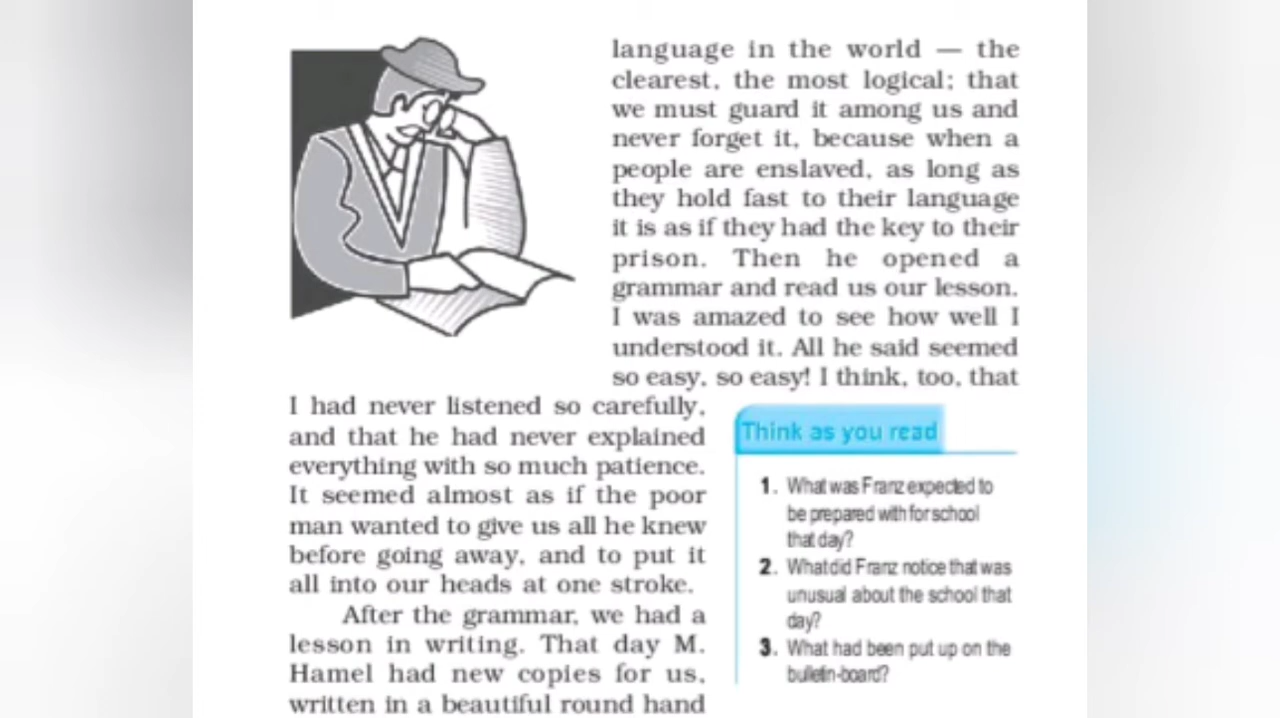 language in the world — the
clearest, the most logical; that
we must guard it among us and
never forget it, because when a
people are enslaved, as long as
they hold fast to their language
it is as if they had the key to their
prison. Then he opened a
grammar and read us our lesson.
I was amazed to see how well I
understood it. All he said seemed
so easy, so easy! I think, too, that
I had never listened so carefully,
and that he had never explained
everything with so much patience.
It seemed almost as if the poor
man wanted to give us all he knew
before going away, and to put it
all into our heads at one stroke.
After the grammar, we had a
lesson in writing. That day M.
Hamel had new copies for us,
written in a beautiful round hand
Think as you read
1. What was Franz expected to
be prepared with for school
that day?
2. What did Franz notice that was
unusual about the school that
day?
3. What had been put up on the
bulletin-board?